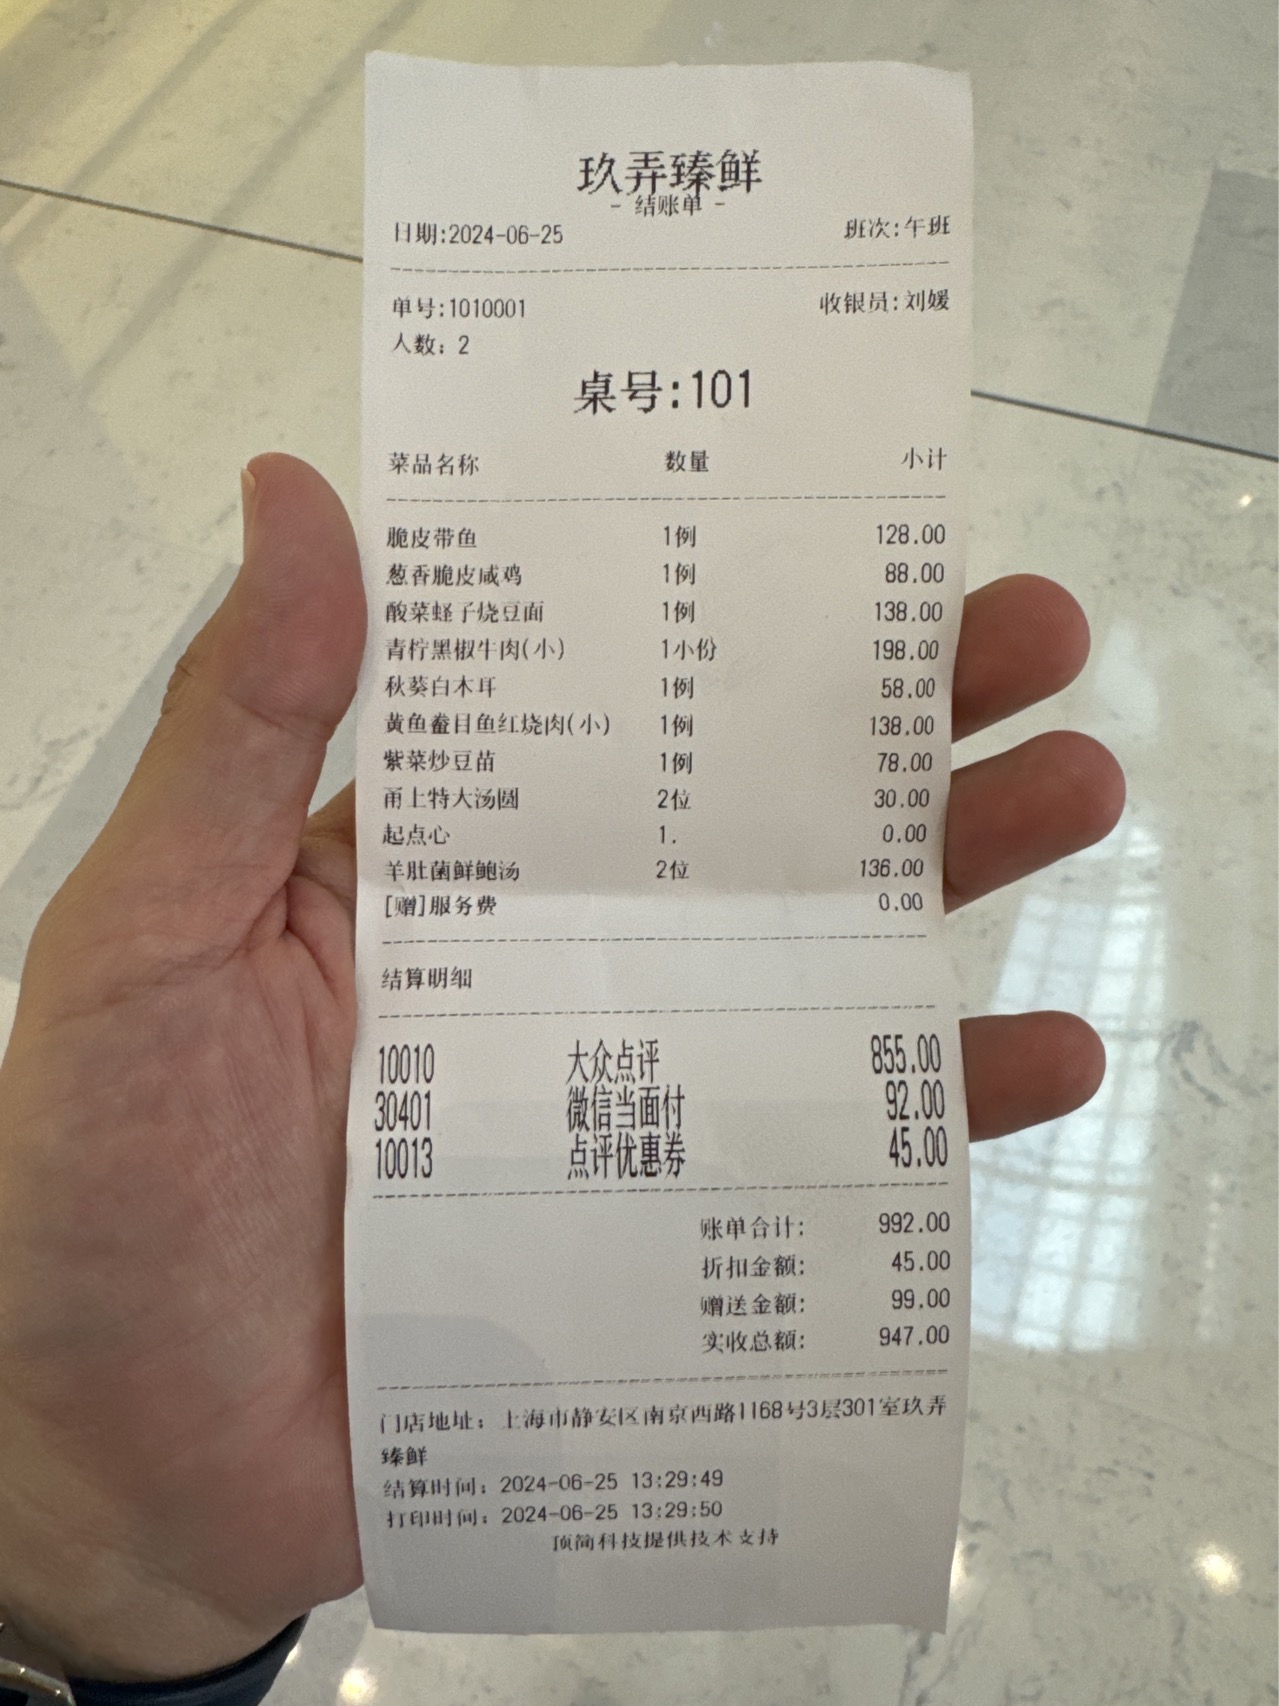 玖弄臻鲜
- 结账单 -
日期:2024-06-25 班次:午班
单号:1010001 收银员:刘媛
人数: 2
桌号:101
菜品名称 数量 小计
脆皮带鱼 1例 128.00
葱香脆皮咸鸡 1例 88.00
酸菜蛏子烧豆面 1例 138.00
青柠黑椒牛肉(小) 1小份 198.00
秋葵白木耳 1例 58.00
黄鱼鲞目鱼红烧肉(小) 1例 138.00
紫菜炒豆苗 1例 78.00
甬上特大汤圆 2位 30.00
起点心 1. 0.00
羊肚菌鲜鲍汤 2位 136.00
[赠]服务费 0.00
结算明细
10010 大众点评 855.00
30401 微信当面付 92.00
10013 点评优惠券 45.00
账单合计: 992.00
折扣金额: 45.00
赠送金额: 99.00
实收总额: 947.00
门店地址: 上海市静安区南京西路1168号3层301室玖弄
臻鲜
结算时间: 2024-06-25 13:29:49
打印时间: 2024-06-25 13:29:50
顶简科技提供技术支持